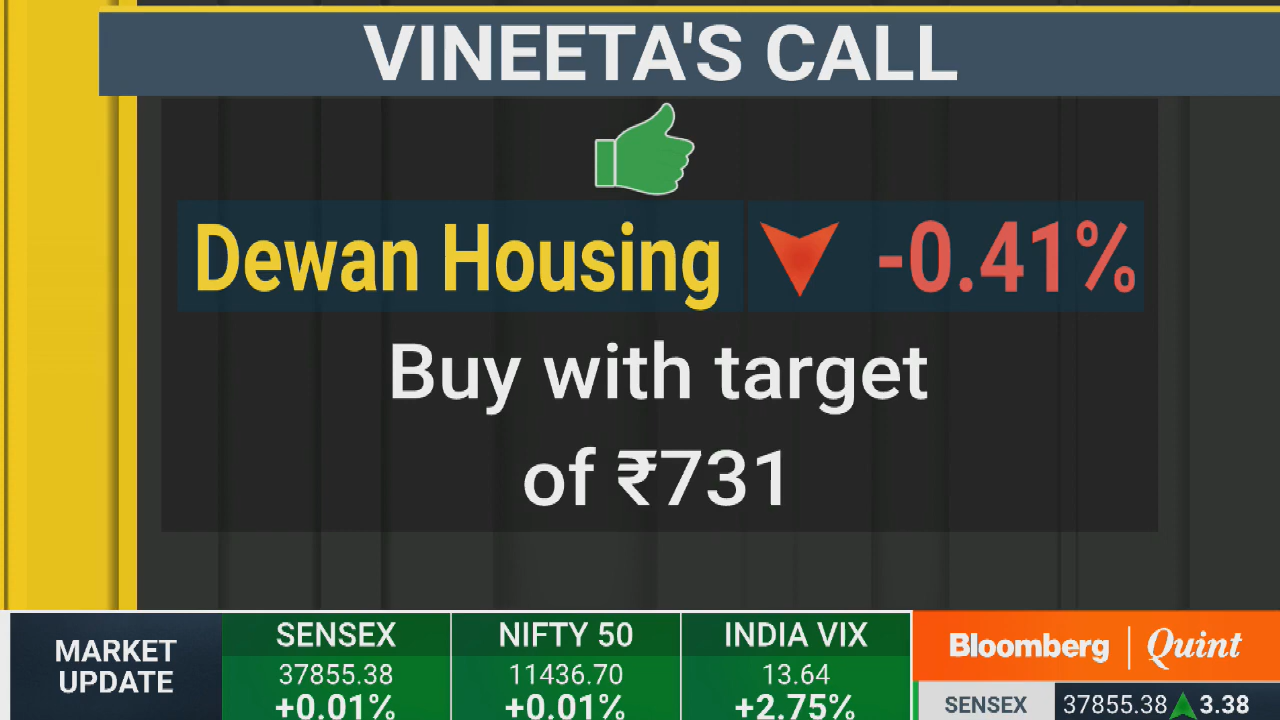 VINEETA'S CALL
Dewan Housing -0.41%
Buy with target
of ₹731
MARKET
UPDATE
SENSEX
37855.38
+0.01%
NIFTY 50
11436.70
+0.01%
INDIA VIX
13.64
+2.75%
Bloomberg | Quint
SENSEX 37855.38 3.38